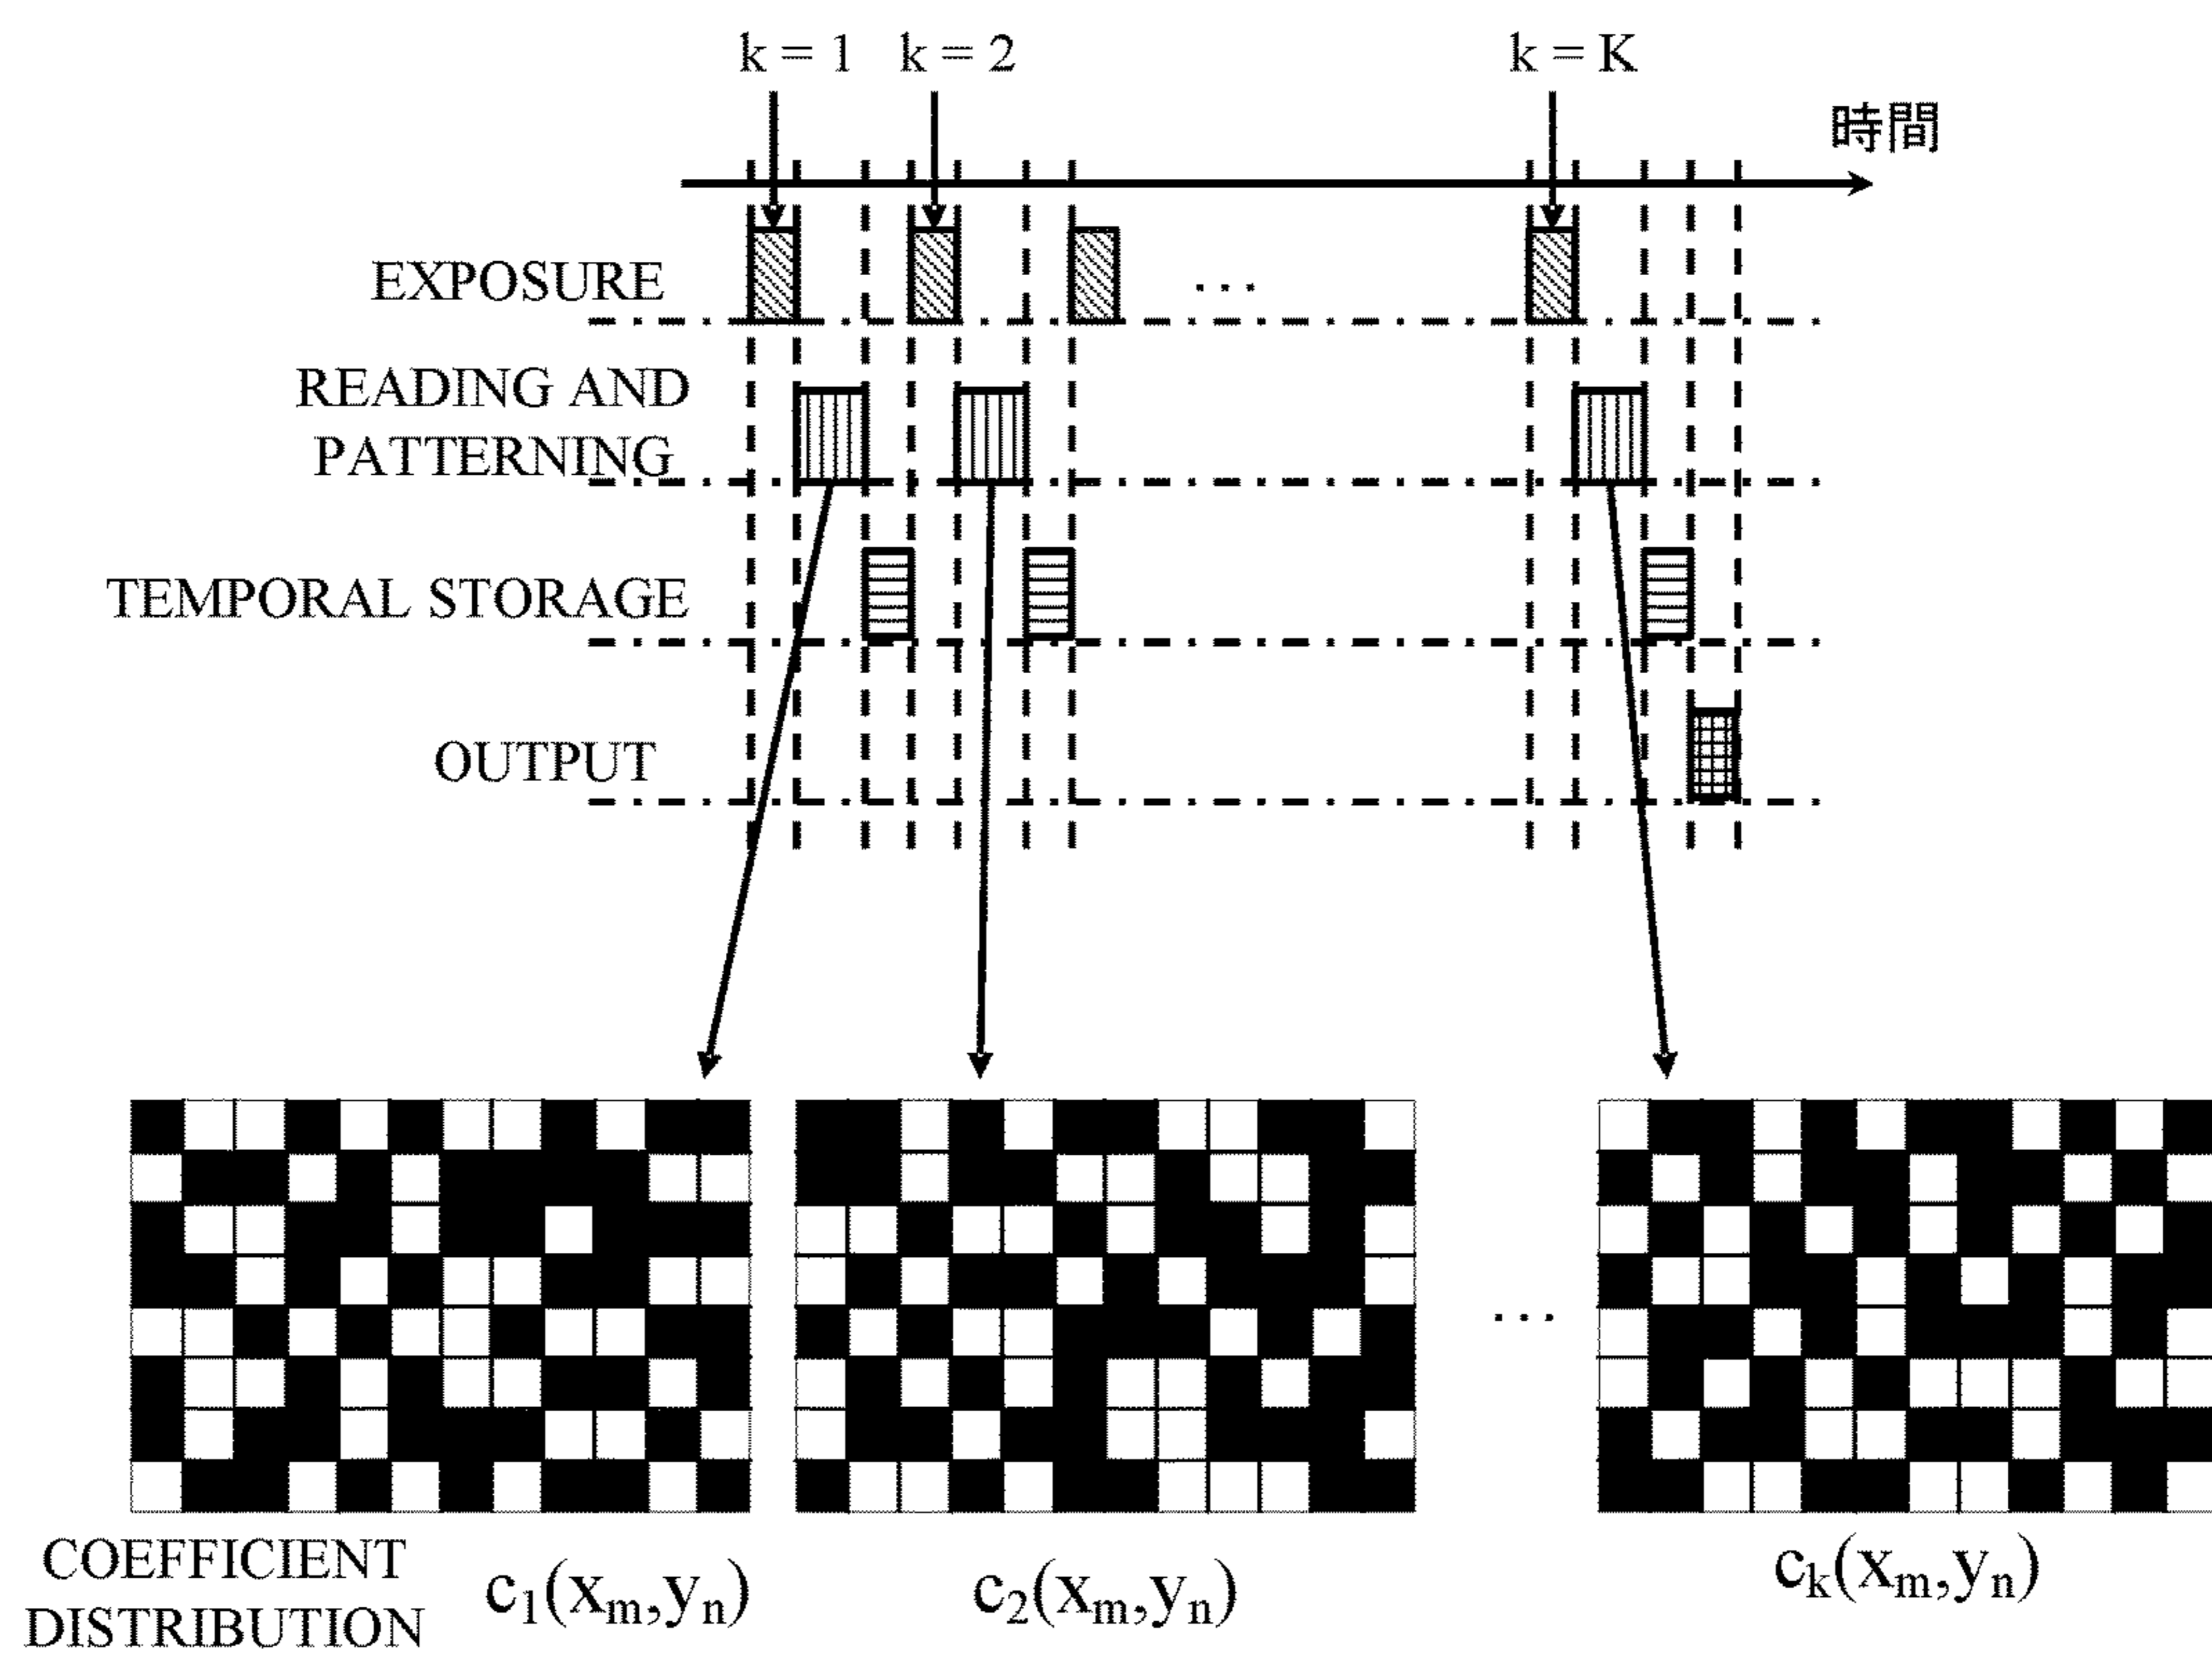 k = 1 k = 2 k = K
時間
EXPOSURE
...
READING AND
PATTERNING
TEMPORAL STORAGE
OUTPUT
...
COEFFICIENT
DISTRIBUTION
c₁(xₘ,yₙ) c₂(xₘ,yₙ) cₖ(xₘ,yₙ)